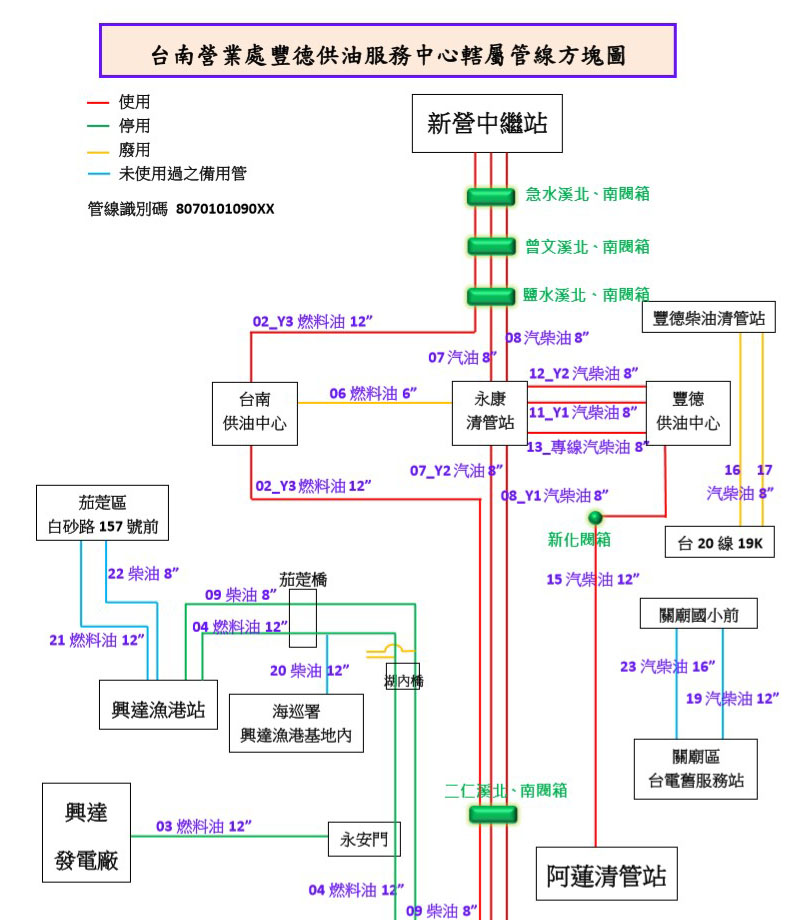 台南營業處豐德供油服務中心轄屬管線方塊圖
使用
停用
廢用
未使用過之備用管
管線識別碼 8070101090XX
新營中繼站
急水溪北、南閥箱
曾文溪北、南閥箱
鹽水溪北、南閥箱
豐德柴油清管站
02_Y3 燃料油 12”
08 汽柴油 8”
07 汽油 8”
12_Y2 汽柴油 8”
台南
供油中心
06 燃料油 6”
永康
清管站
11_Y1 汽柴油 8”
豐德
供油中心
13_專線汽柴油 8”
07_Y2 汽油 8”
16 17
汽柴油 8”
02_Y3 燃料油 12”
08_Y1 汽柴油 8”
茄萣區
白砂路 157 號前
新化閥箱
台 20 線 19K
22 柴油 8”
茄萣橋
15 汽柴油 12”
09 柴油 8”
關廟國小前
04 燃料油 12”
21 燃料油 12”
20 柴油 12”
湖內橋
23 汽柴油 16”
19 汽柴油 12”
興達漁港站
海巡署
興達漁港基地內
關廟區
台電舊服務站
二仁溪北、南閥箱
興達
發電廠
03 燃料油 12”
永安門
阿蓮清管站
04 燃料油 12”
09 柴油 8”